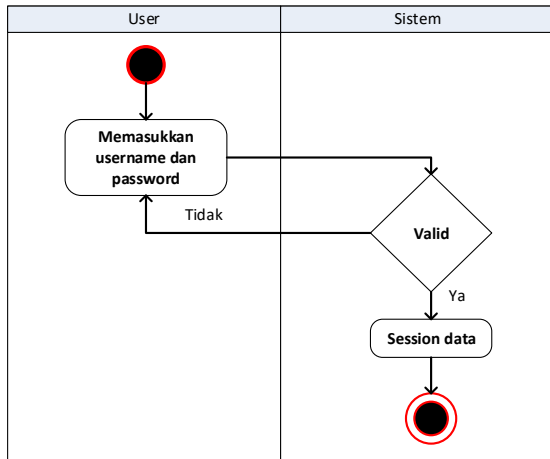 User
Sistem
Memasukkan
username dan
password
Tidak
Valid
Ya
Session data